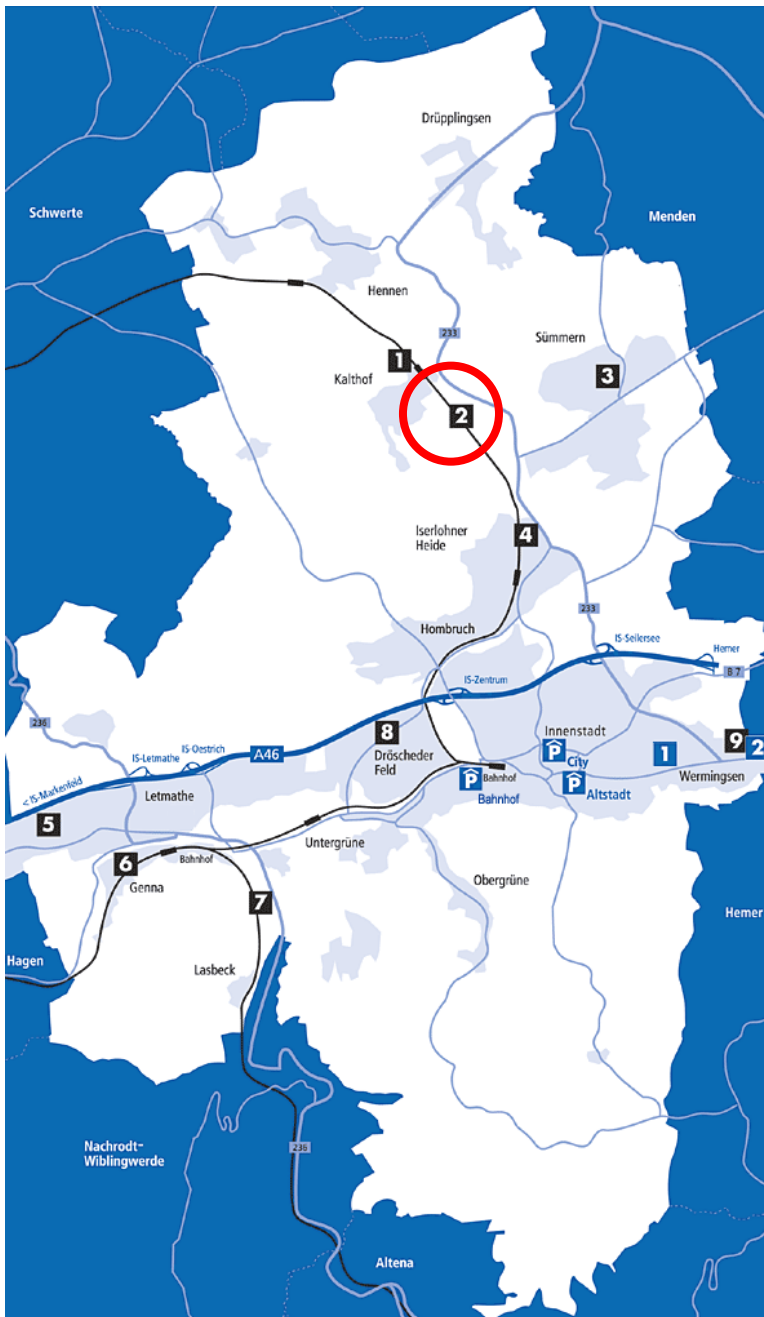 Drüpplingsen
Schwerte
Menden
Hennen
233
Sümmern
1
Kalthof
3
2
Iserlohner
Heide
4
233
Hombruch
IS-Seilersee
Hemer
B 7
IS-Zentrum
236
8
Dröscheder
Feld
Innenstadt
P
City
1
9
2
IS-Oestrich
IS-Letmathe
A46
Wermingsen
P
Bahnhof
Bahnhof
P
Altstadt
< IS-Markenfeld
Letmathe
5
Untergrüne
6
Bahnhof
Genna
Obergrüne
7
Hemer
Hagen
Lasbeck
Nachrodt-
Wiblingwerde
236
Altena